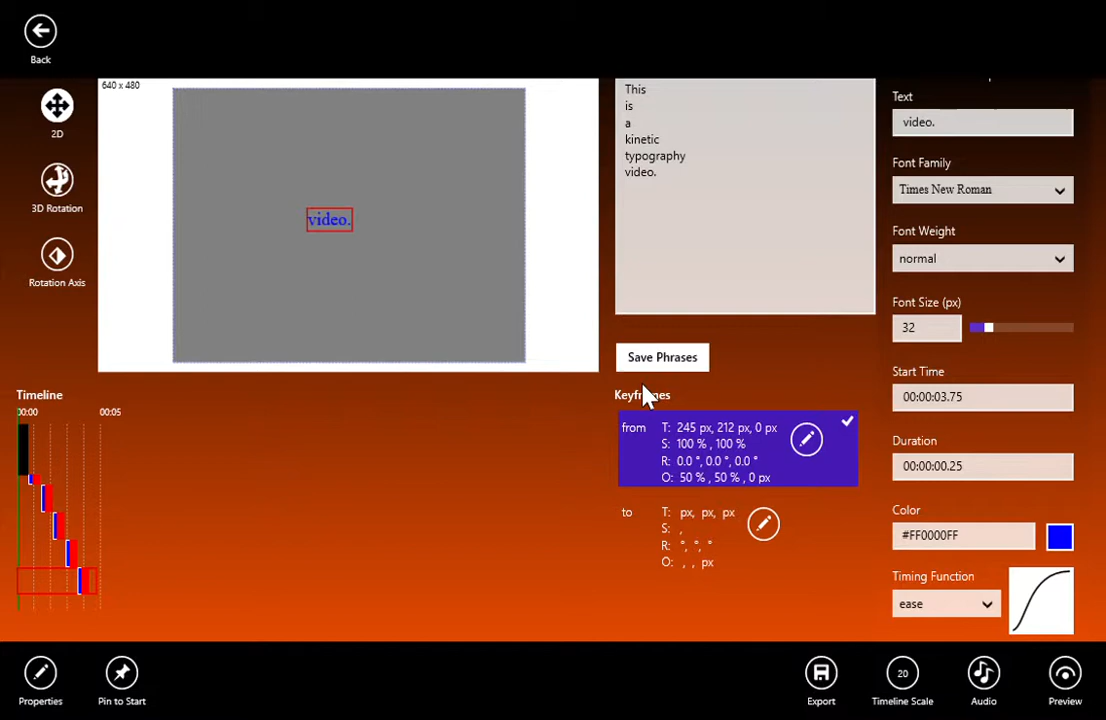 Back
640 x 480
2D
3D Rotation
Rotation Axis
video.
This
is
a
kinetic
typography
video.
Save Phrases
Text
video.
Font Family
Times New Roman
Font Weight
normal
Font Size (px)
32
Start Time
00:00:03.75
Duration
00:00:00.25
Color
#FF0000FF
Timing Function
ease
Timeline
00:00
00:05
Keyframes
from
T: 245 px, 212 px, 0 px
S: 100 % , 100 %
R: 0.0 °, 0.0 °, 0.0 °
O: 50 % , 50 % , 0 px
to
T: px, px, px
S: ,
R: °, °, °
O: , , px
Properties
Pin to Start
Export
20
Timeline Scale
Audio
Preview